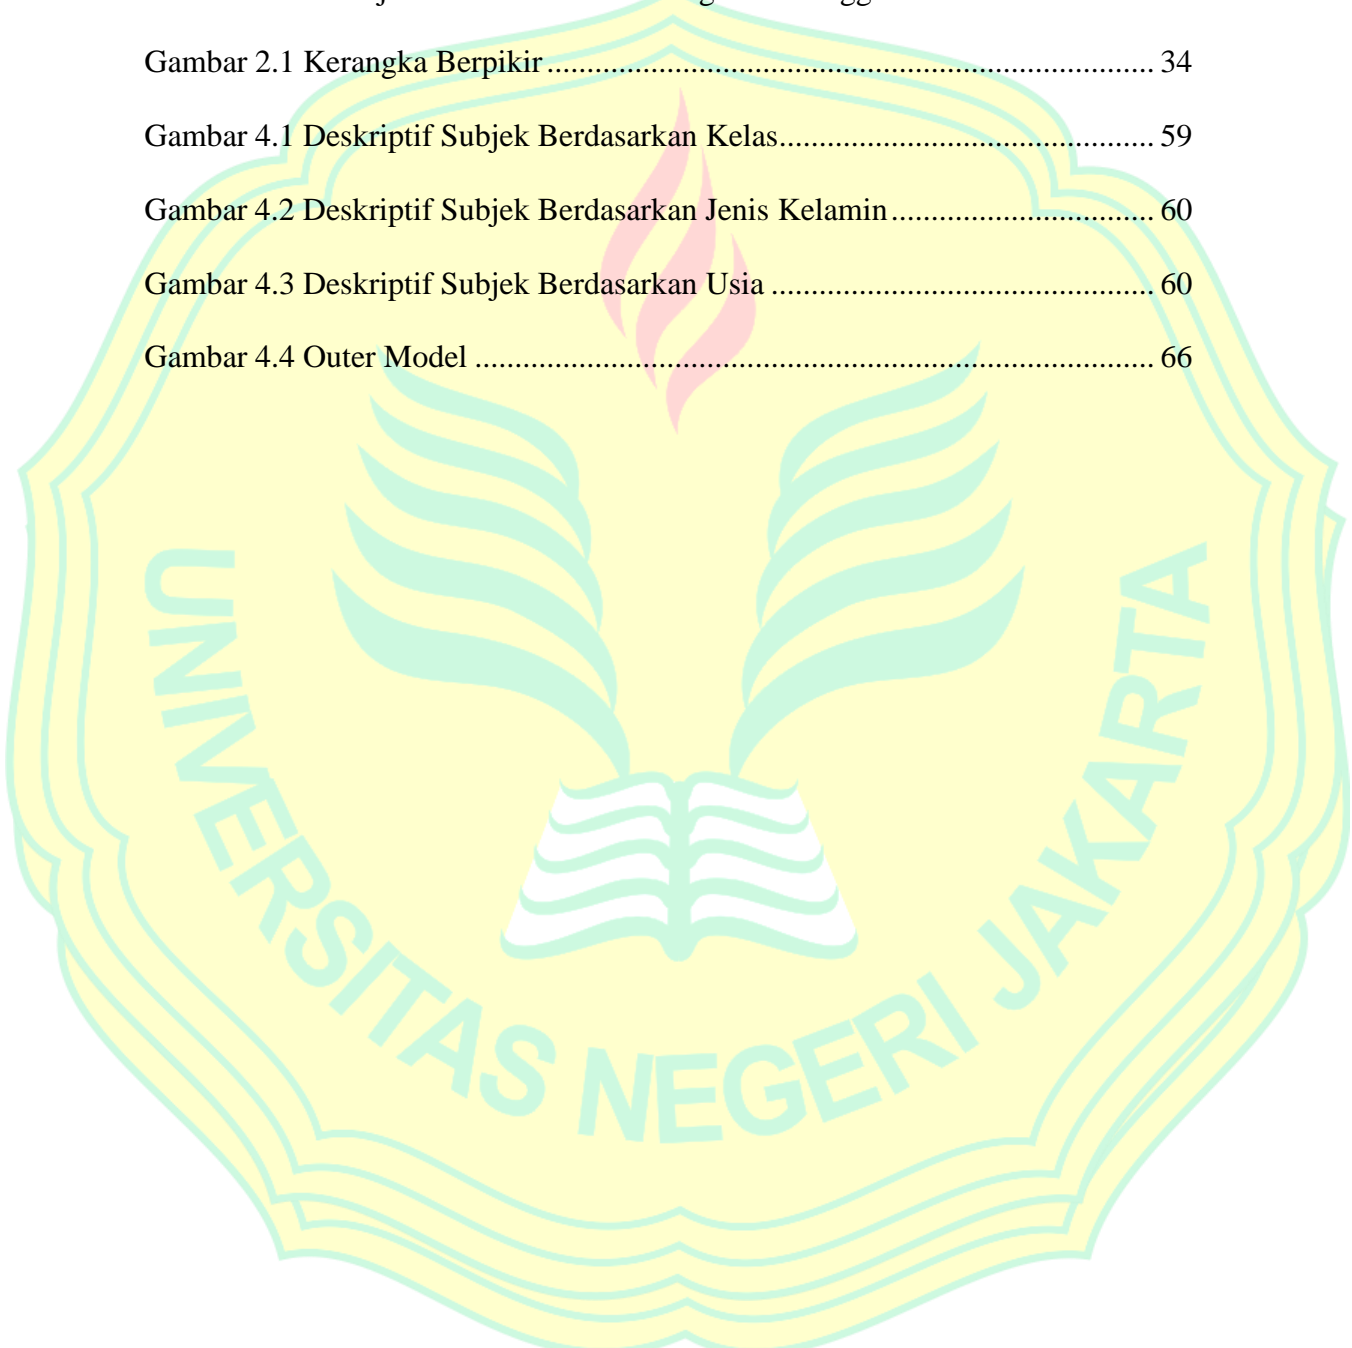 Gambar 2.1 Kerangka Berpikir ............................................................................. 34
Gambar 4.1 Deskriptif Subjek Berdasarkan Kelas................................................ 59
Gambar 4.2 Deskriptif Subjek Berdasarkan Jenis Kelamin.................................. 60
Gambar 4.3 Deskriptif Subjek Berdasarkan Usia ................................................. 60
Gambar 4.4 Outer Model ...................................................................................... 66
UNIVERSITAS NEGERI JAKARTA